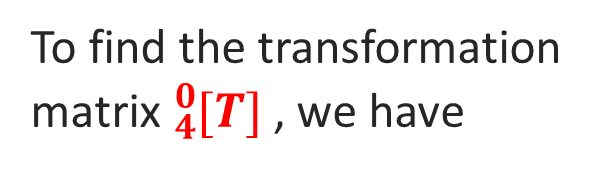 To find the transformation
matrix ⁰₄[T] , we have